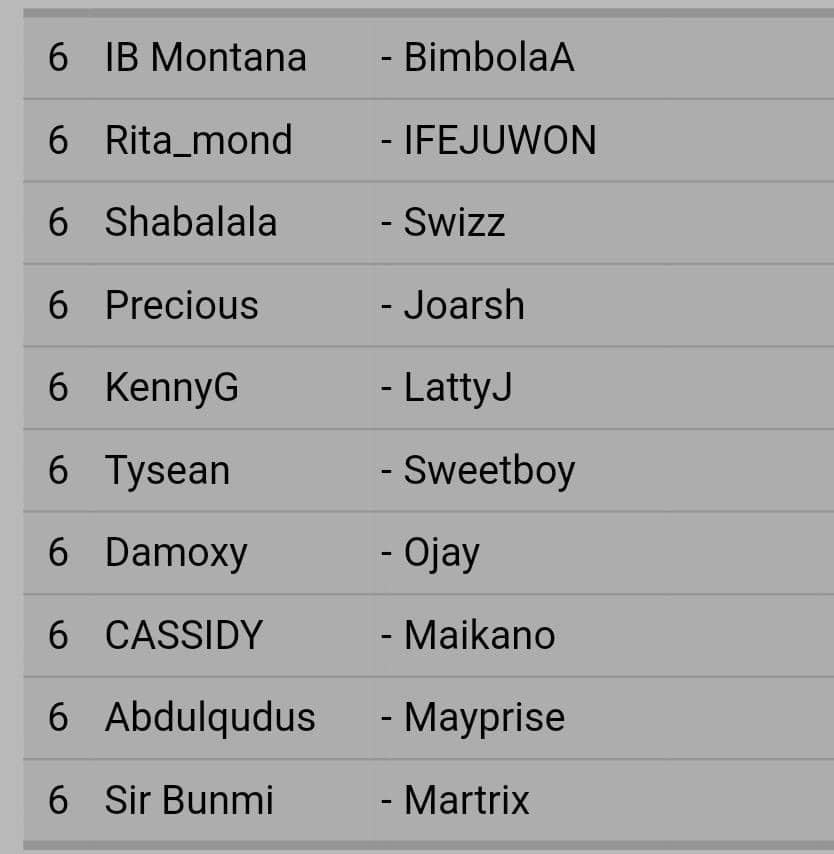 6 IB Montana - BimbolaA
6 Rita_mond - IFEJUWON
6 Shabalala - Swizz
6 Precious - Joarsh
6 KennyG - LattyJ
6 Tysean - Sweetboy
6 Damoxy - Ojay
6 CASSIDY - Maikano
6 Abdulqudus - Mayprise
6 Sir Bunmi - Martrix